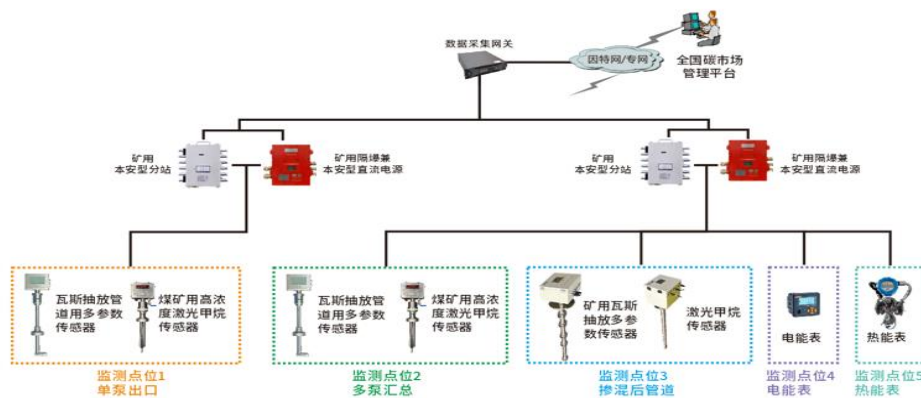 数据采集网关
因特网/专网
全国碳市场
管理平台
矿用
本安型分站
矿用隔爆兼
本安型直流电源
矿用
本安型分站
矿用隔爆兼
本安型直流电源
瓦斯抽放管
道用多参数
传感器
煤矿用高浓
度激光甲烷
传感器
瓦斯抽放管
道用多参数
传感器
煤矿用高浓
度激光甲烷
传感器
矿用瓦斯
抽放多参
数传感器
激光甲烷
传感器
电能表
热能表
监测点位1
单泵出口
监测点位2
多泵汇总
监测点位3
掺混后管道
监测点位4
电能表
监测点位5
热能表